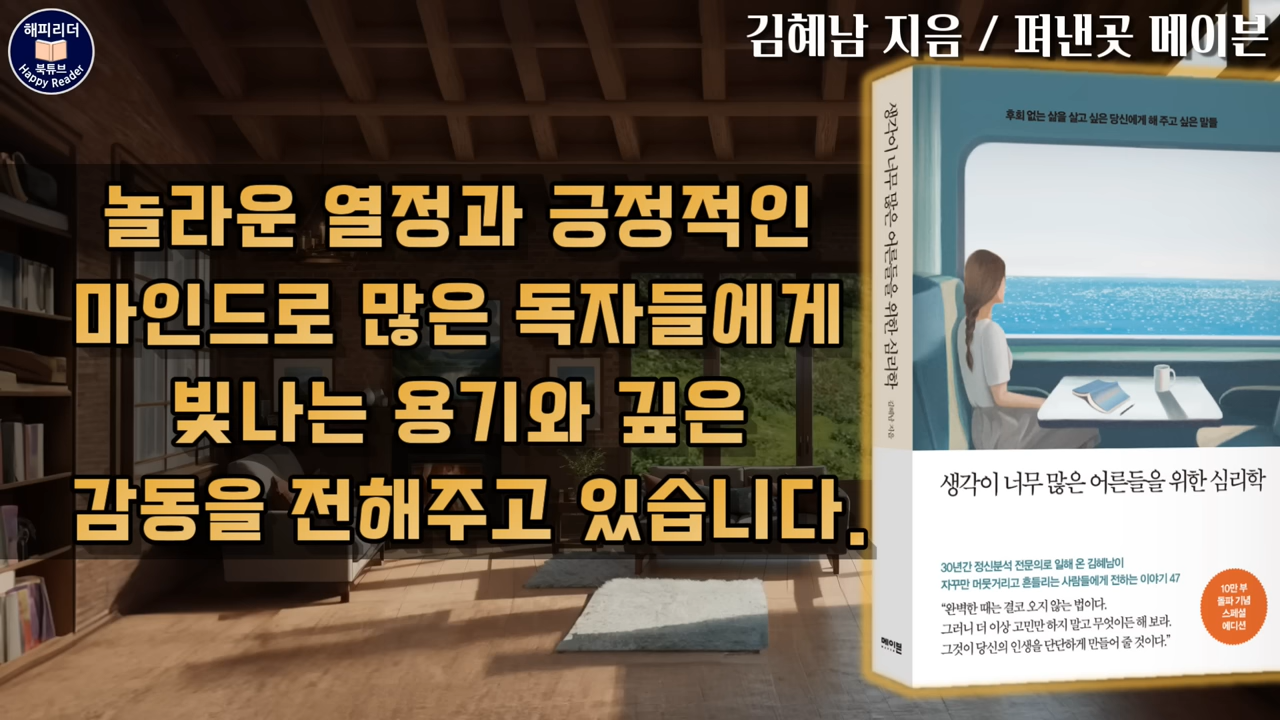 해피리더
북튜브
Happy Reader
김혜남 지음 / 펴낸곳 메이븐
놀라운 열정과 긍정적인
마인드로 많은 독자들에게
빛나는 용기와 깊은
감동을 전해주고 있습니다.
생각이 너무 많은 어른들을 위한 심리학
김혜남 지음
메이븐
후회 없는 삶을 살고 싶은 당신에게 해 주고 싶은 말들
생각이 너무 많은 어른들을 위한 심리학
30년간 정신분석 전문의로 일해 온 김혜남이
자꾸만 머뭇거리고 흔들리는 사람들에게 전하는 이야기 47
“완벽한 때는 결코 오지 않는 법이다.
그러니 더 이상 고민만 하지 말고 무엇이든 해 보라.
그것이 당신의 인생을 단단하게 만들어 줄 것이다.”
10만 부
돌파 기념
스페셜
에디션